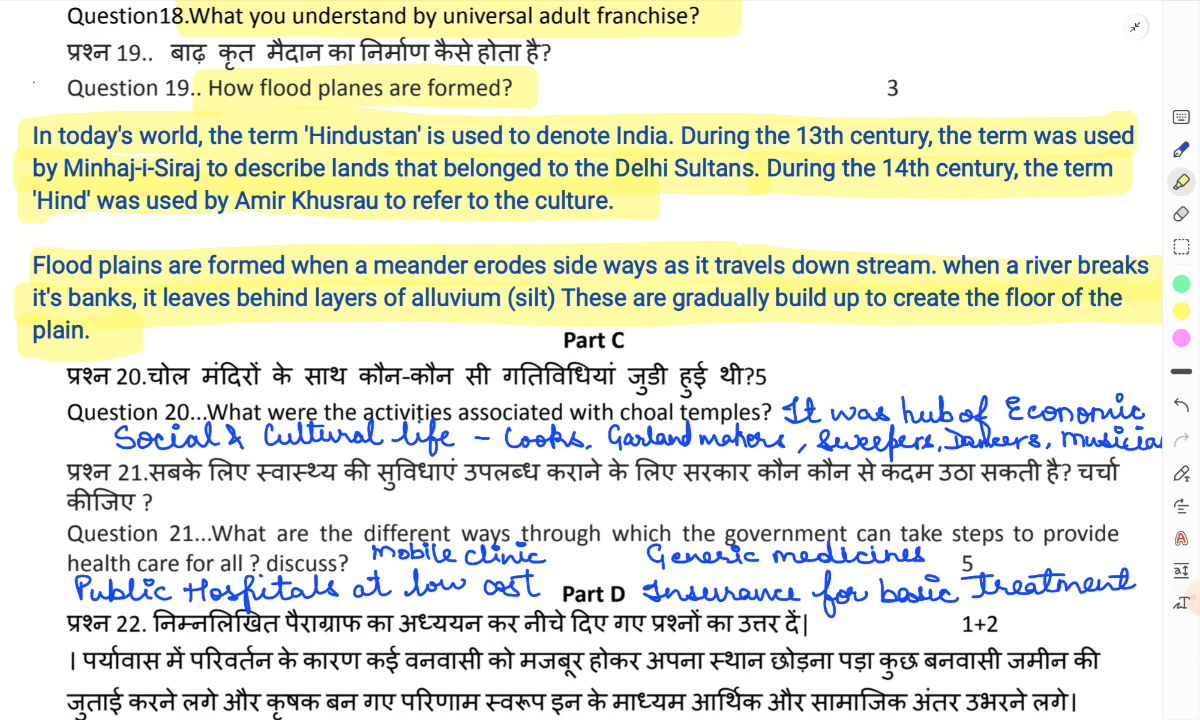 Question18.What you understand by universal adult franchise?
प्रश्न 19.. बाढ़ कृत मैदान का निर्माण कैसे होता है?
Question 19.. How flood planes are formed? 3
In today's world, the term 'Hindustan' is used to denote India. During the 13th century, the term was used
by Minhaj-i-Siraj to describe lands that belonged to the Delhi Sultans. During the 14th century, the term
'Hind' was used by Amir Khusrau to refer to the culture.
Flood plains are formed when a meander erodes side ways as it travels down stream. when a river breaks
it's banks, it leaves behind layers of alluvium (silt) These are gradually build up to create the floor of the
plain.
Part C
प्रश्न 20.चोल मंदिरों के साथ कौन-कौन सी गतिविधियां जुडी हुई थी?5
Question 20...What were the activities associated with choal temples? It was hub of Economic
Social & Cultural life - Cooks, Garland makers, Sweepers, Dancers, Musicia
प्रश्न 21.सबके लिए स्वास्थ्य की सुविधाएं उपलब्ध कराने के लिए सरकार कौन कौन से कदम उठा सकती है? चर्चा
कीजिए ?
Question 21...What are the different ways through which the government can take steps to provide
health care for all ? discuss? Mobile clinic Generic medicines 5
Public Hospitals at low cost Part D Insurance for basic treatment
प्रश्न 22. निम्नलिखित पैराग्राफ का अध्ययन कर नीचे दिए गए प्रश्नों का उत्तर दें| 1+2
। पर्यावास में परिवर्तन के कारण कई वनवासी को मजबूर होकर अपना स्थान छोड़ना पड़ा कुछ बनवासी जमीन की
जुताई करने लगे और कृषक बन गए परिणाम स्वरूप इन के माध्यम आर्थिक और सामाजिक अंतर उभरने लगे।